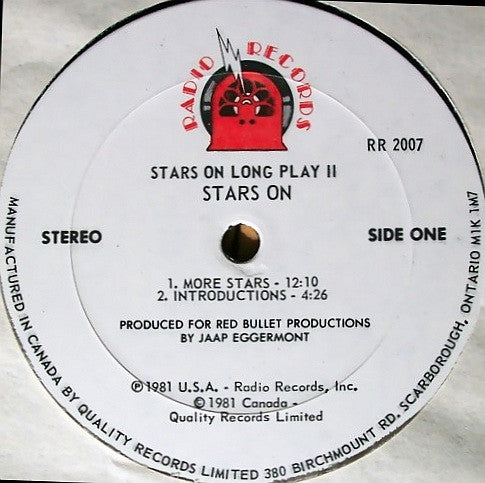 RADIO RECORDS
RR 2007
STARS ON LONG PLAY II
STARS ON
STEREO
SIDE ONE
1. MORE STARS - 12:10
2. INTRODUCTIONS - 4:26
PRODUCED FOR RED BULLET PRODUCTIONS
BY JAAP EGGERMONT
℗1981 U.S.A. - Radio Records, Inc.
©1981 Canada -
Quality Records Limited
MANUFACTURED IN CANADA BY QUALITY RECORDS LIMITED 380 BIRCHMOUNT RD. SCARBOROUGH, ONTARIO M1K 1M7